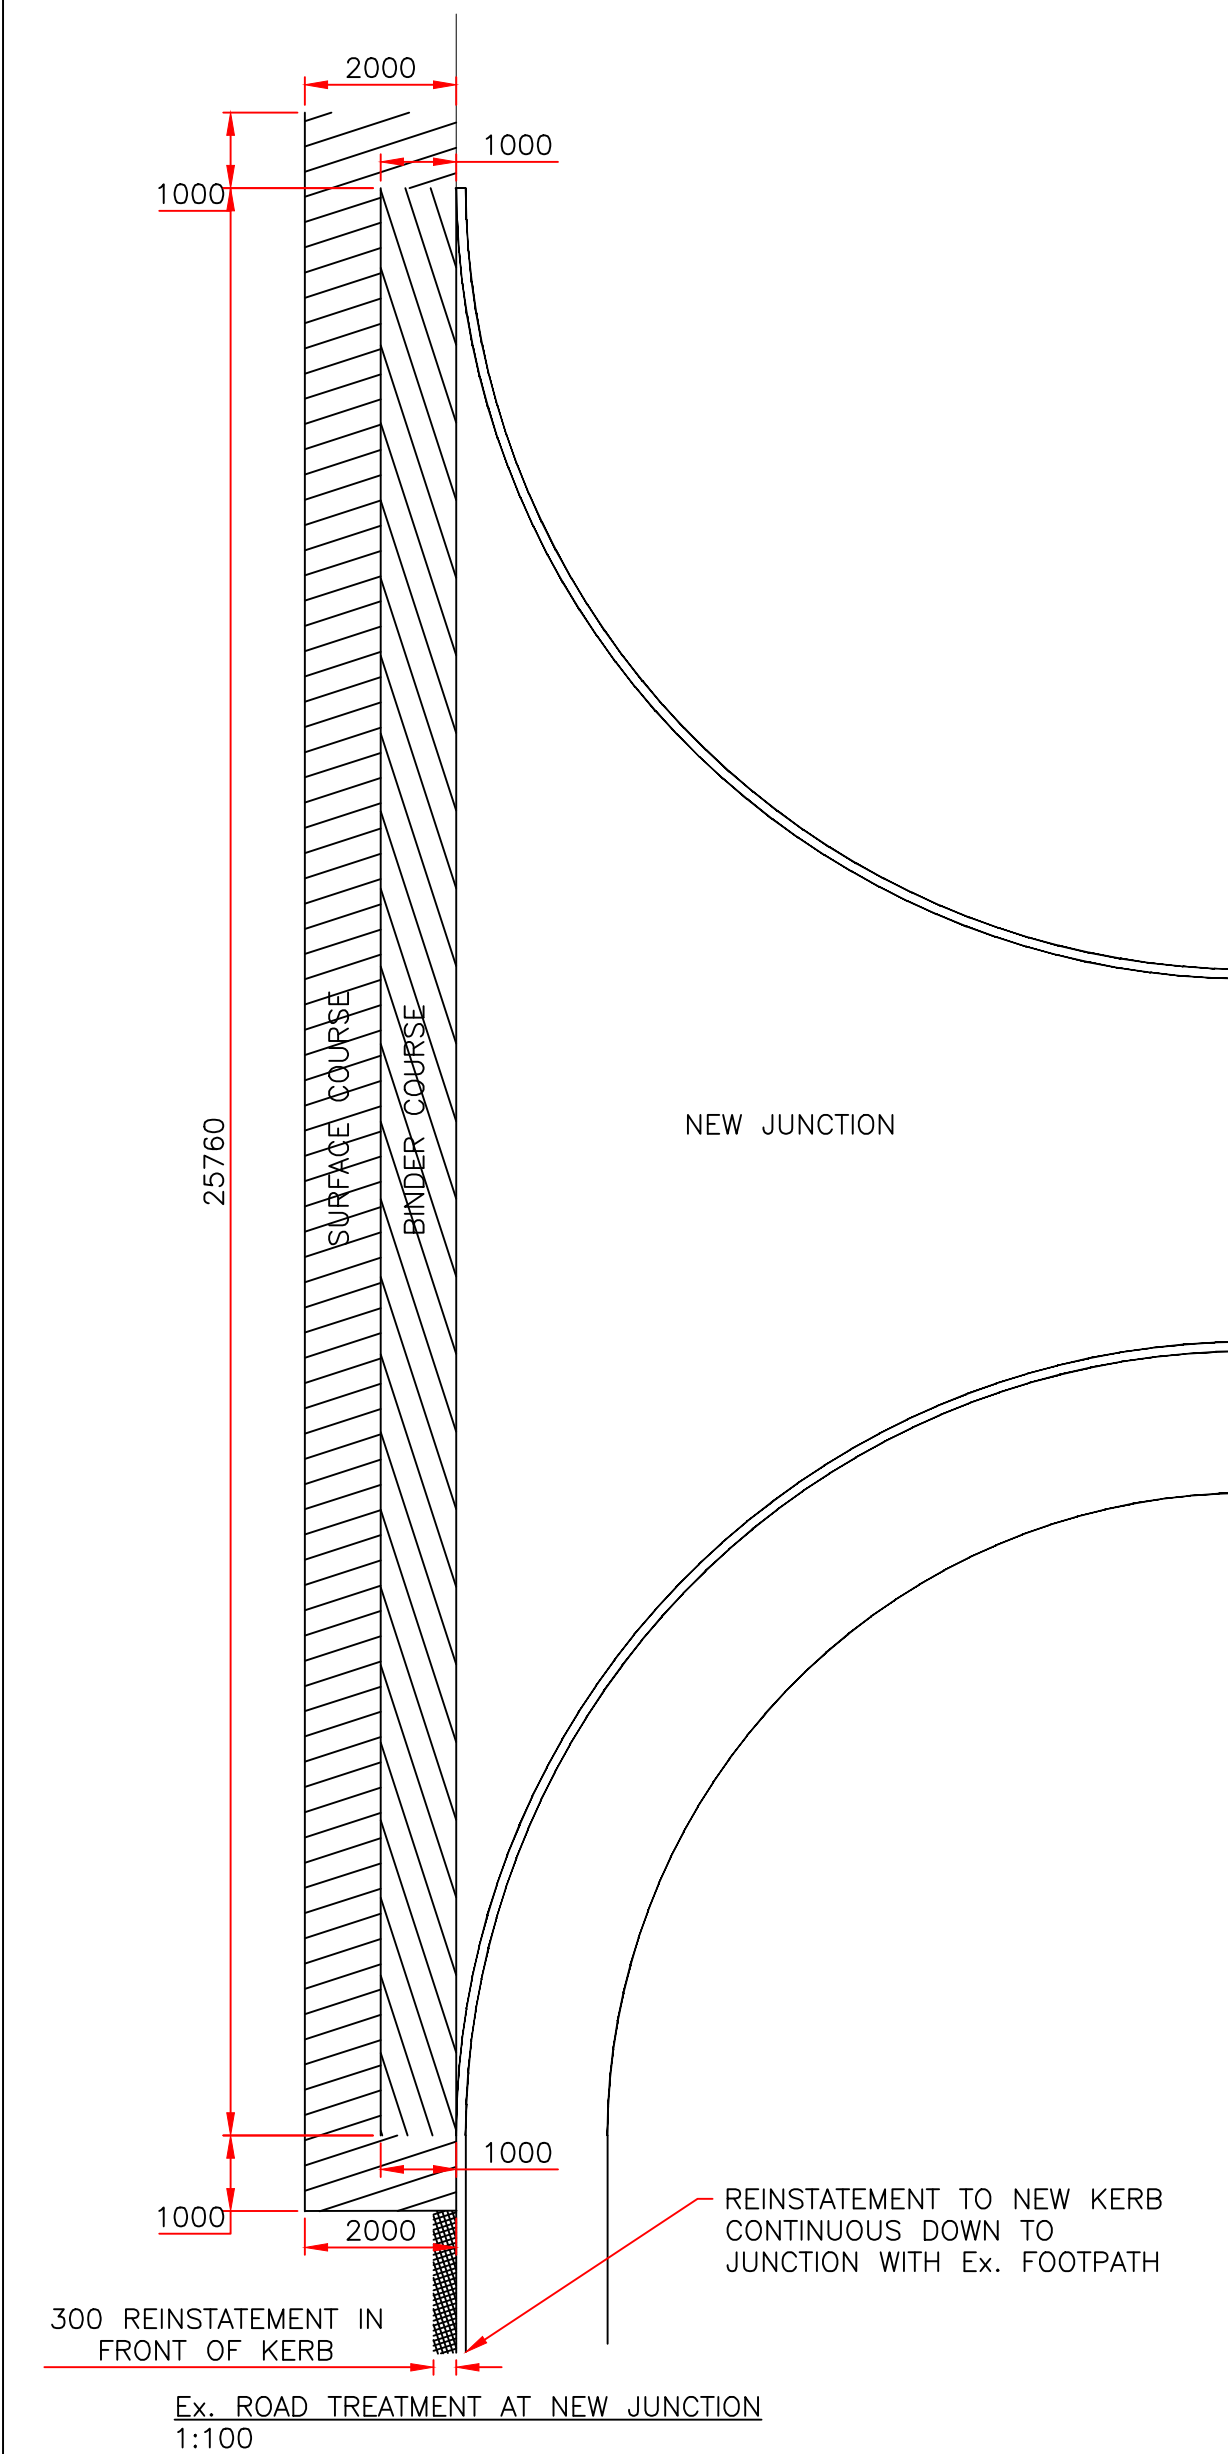 2000
1000
1000
SURFACE COURSE
BINDER COURSE
25760
NEW JUNCTION
1000
1000
2000
REINSTATEMENT TO NEW KERB
CONTINUOUS DOWN TO
JUNCTION WITH Ex. FOOTPATH
300 REINSTATEMENT IN
FRONT OF KERB
Ex. ROAD TREATMENT AT NEW JUNCTION
1:100